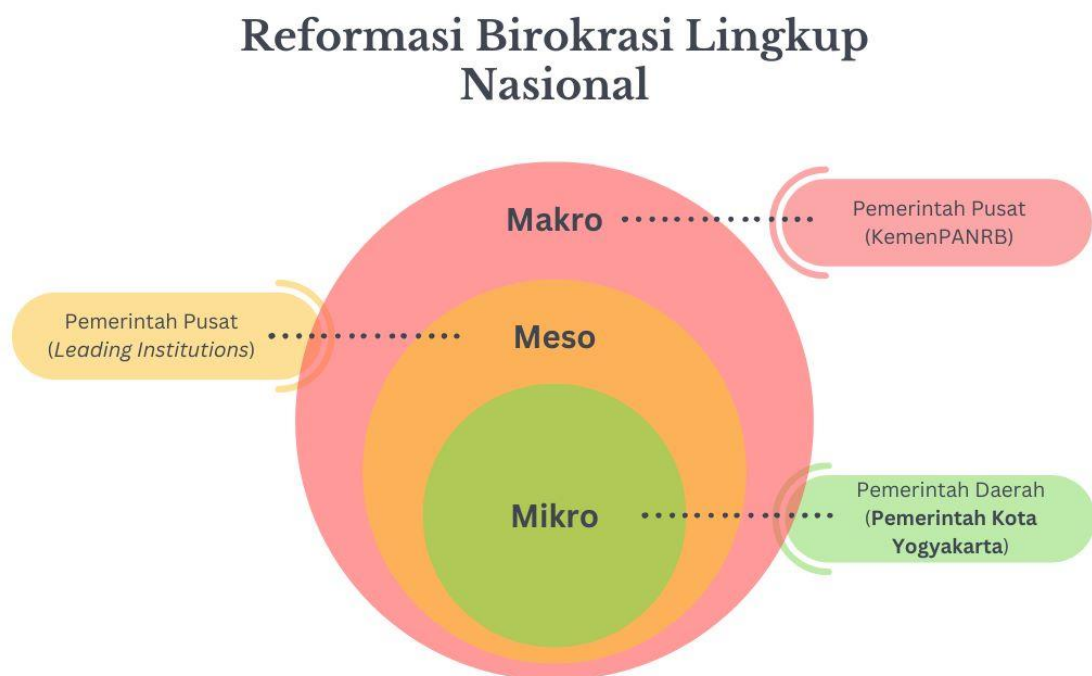 Reformasi Birokrasi Lingkup
Nasional
Makro
Pemerintah Pusat
(KemenPANRB)
Pemerintah Pusat
(Leading Institutions)
Meso
Mikro
Pemerintah Daerah
(Pemerintah Kota
Yogyakarta)